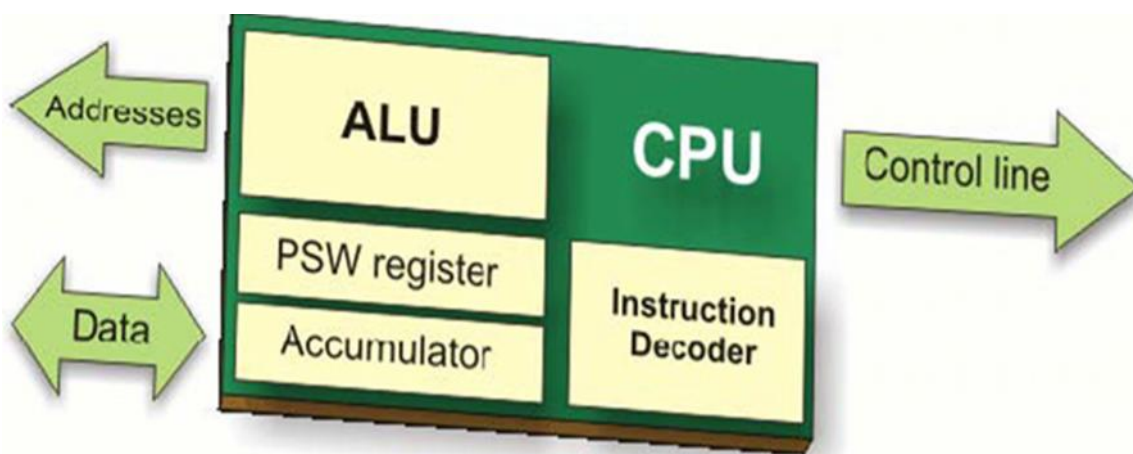 Addresses
ALU
CPU
Control line
PSW register
Data
Accumulator
Instruction
Decoder